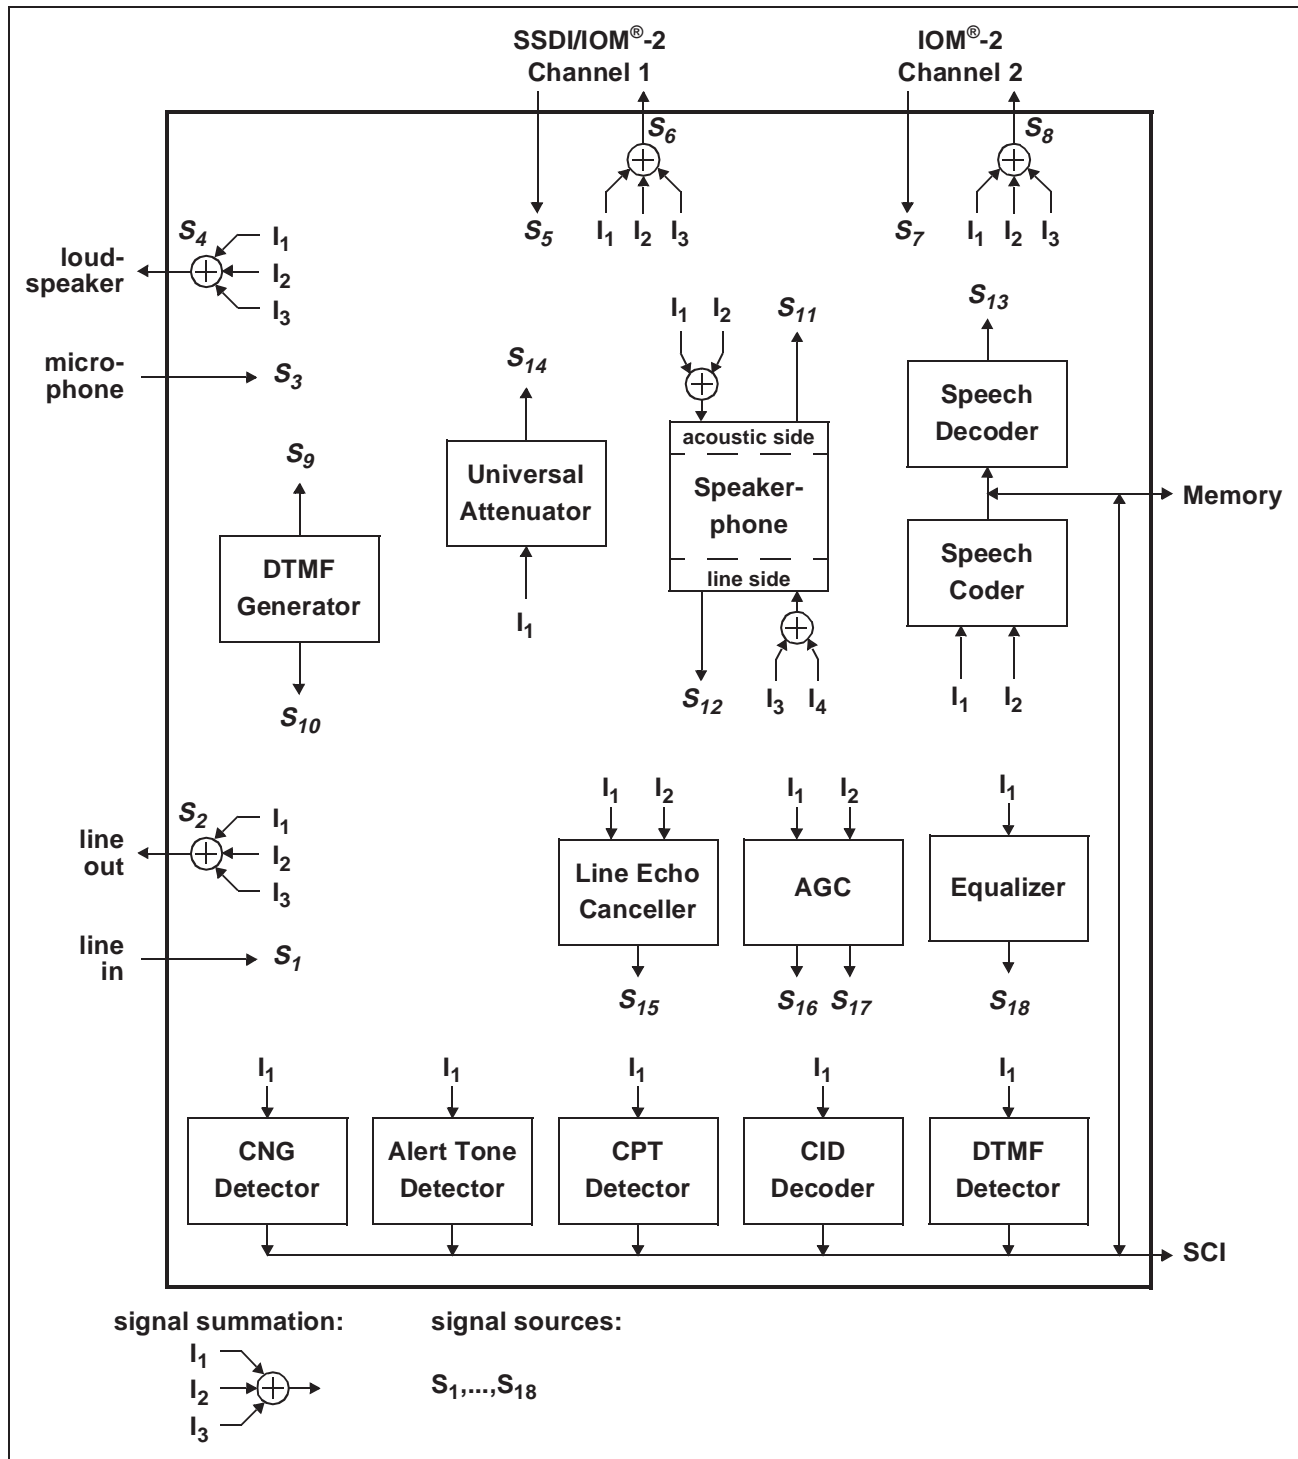 SSDI/IOM®-2
Channel 1
IOM®-2
Channel 2
S6
S8
S5
I1 I2 I3
S7
I1 I2 I3
S4
I1
loud-
speaker
I2
I3
micro-
phone
S3
I1 I2
S11
S13
S14
Speech
Decoder
acoustic side
S9
Universal
Attenuator
Speaker-
phone
Memory
DTMF
Generator
line side
Speech
Coder
I1
S10
S12
I3 I4
I1 I2
S2
I1
line
out
I2
I3
line
in
S1
I1 I2
I1 I2
I1
Line Echo
Canceller
AGC
Equalizer
S15
S16 S17
S18
I1
I1
I1
I1
I1
CNG
Detector
Alert Tone
Detector
CPT
Detector
CID
Decoder
DTMF
Detector
SCI
signal summation:
signal sources:
I1
I2
I3
S1,...,S18